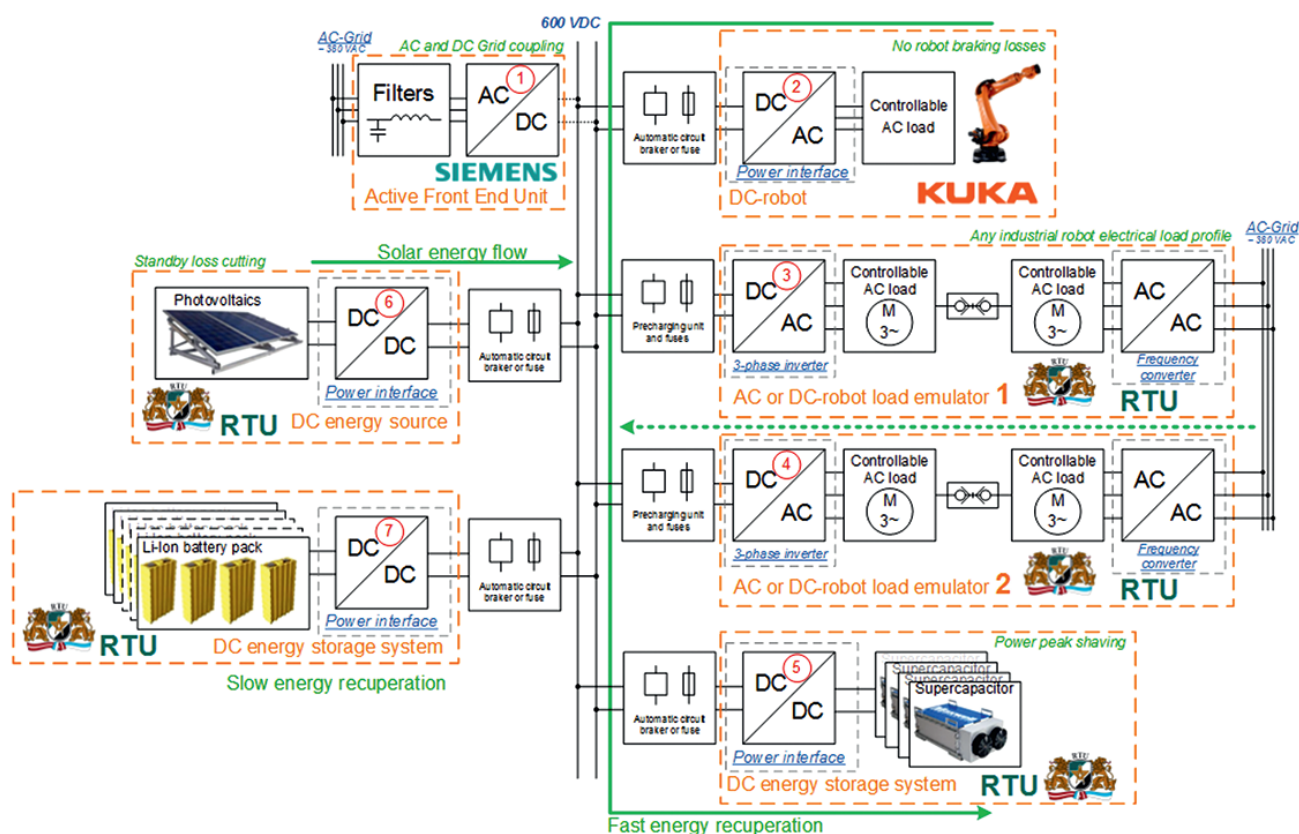 600 VDC
AC-Grid
~ 380 VAC
AC and DC Grid coupling
Filters
1
AC
DC
SIEMENS
Active Front End Unit
No robot braking losses
Automatic circuit
braker or fuse
2
DC
AC
Power interface
Controllable
AC load
DC-robot
KUKA
Standby loss cutting
Solar energy flow
Photovoltaics
6
DC
DC
Power interface
Automatic circuit
braker or fuse
RTU
RTU
DC energy source
Any industrial robot electrical load profile
AC-Grid
~ 380 VAC
Precharging unit
and fuses
3
DC
AC
3-phase inverter
Controllable
AC load
M
3~
Controllable
AC load
M
3~
AC
AC
Frequency
converter
AC or DC-robot load emulator 1
RTU
RTU
Precharging unit
and fuses
4
DC
AC
3-phase inverter
Controllable
AC load
M
3~
Controllable
AC load
M
3~
AC
AC
Frequency
converter
AC or DC-robot load emulator 2
RTU
RTU
Li-Ion battery pack
7
DC
DC
Power interface
Automatic circuit
braker or fuse
RTU
RTU
DC energy storage system
Slow energy recuperation
Power peak shaving
Automatic circuit
braker or fuse
5
DC
DC
Power interface
Supercapacitor
Supercapacitor
Supercapacitor
Supercapacitor
DC energy storage system
RTU
RTU
Fast energy recuperation